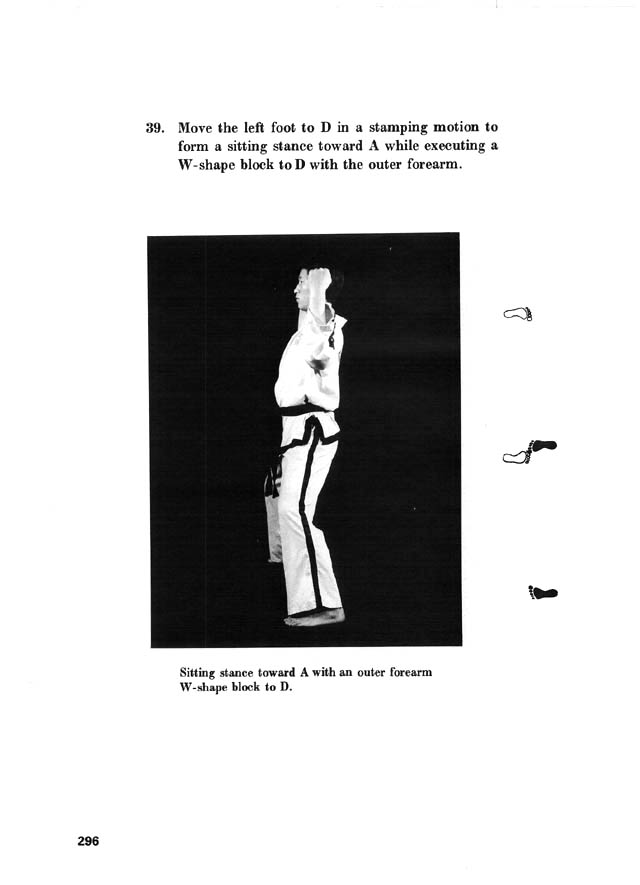 39. Move the left foot to D in a stamping motion to
form a sitting stance toward A while executing a
W-shape block to D with the outer forearm.
Sitting stance toward A with an outer forearm
W-shape block to D.
296